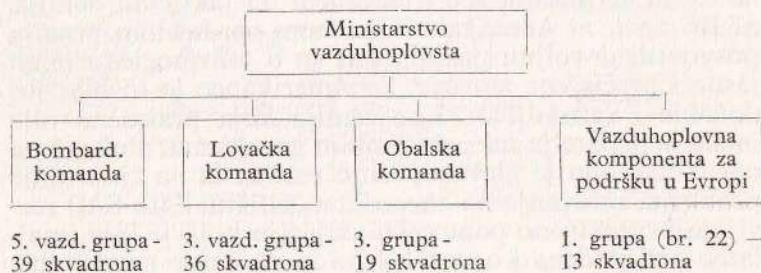 Ministarstvo
vazduhoplovsta
Bombard.
komanda
Lovačka
komanda
Obalska
komanda
Vazduhoplovna
komponenta za
podršku u Evropi
5. vazd. grupa -
39 skvadrona
3. vazd. grupa -
36 skvadrona
3. grupa -
19 skvadrona
1. grupa (br. 22) —
13 skvadrona